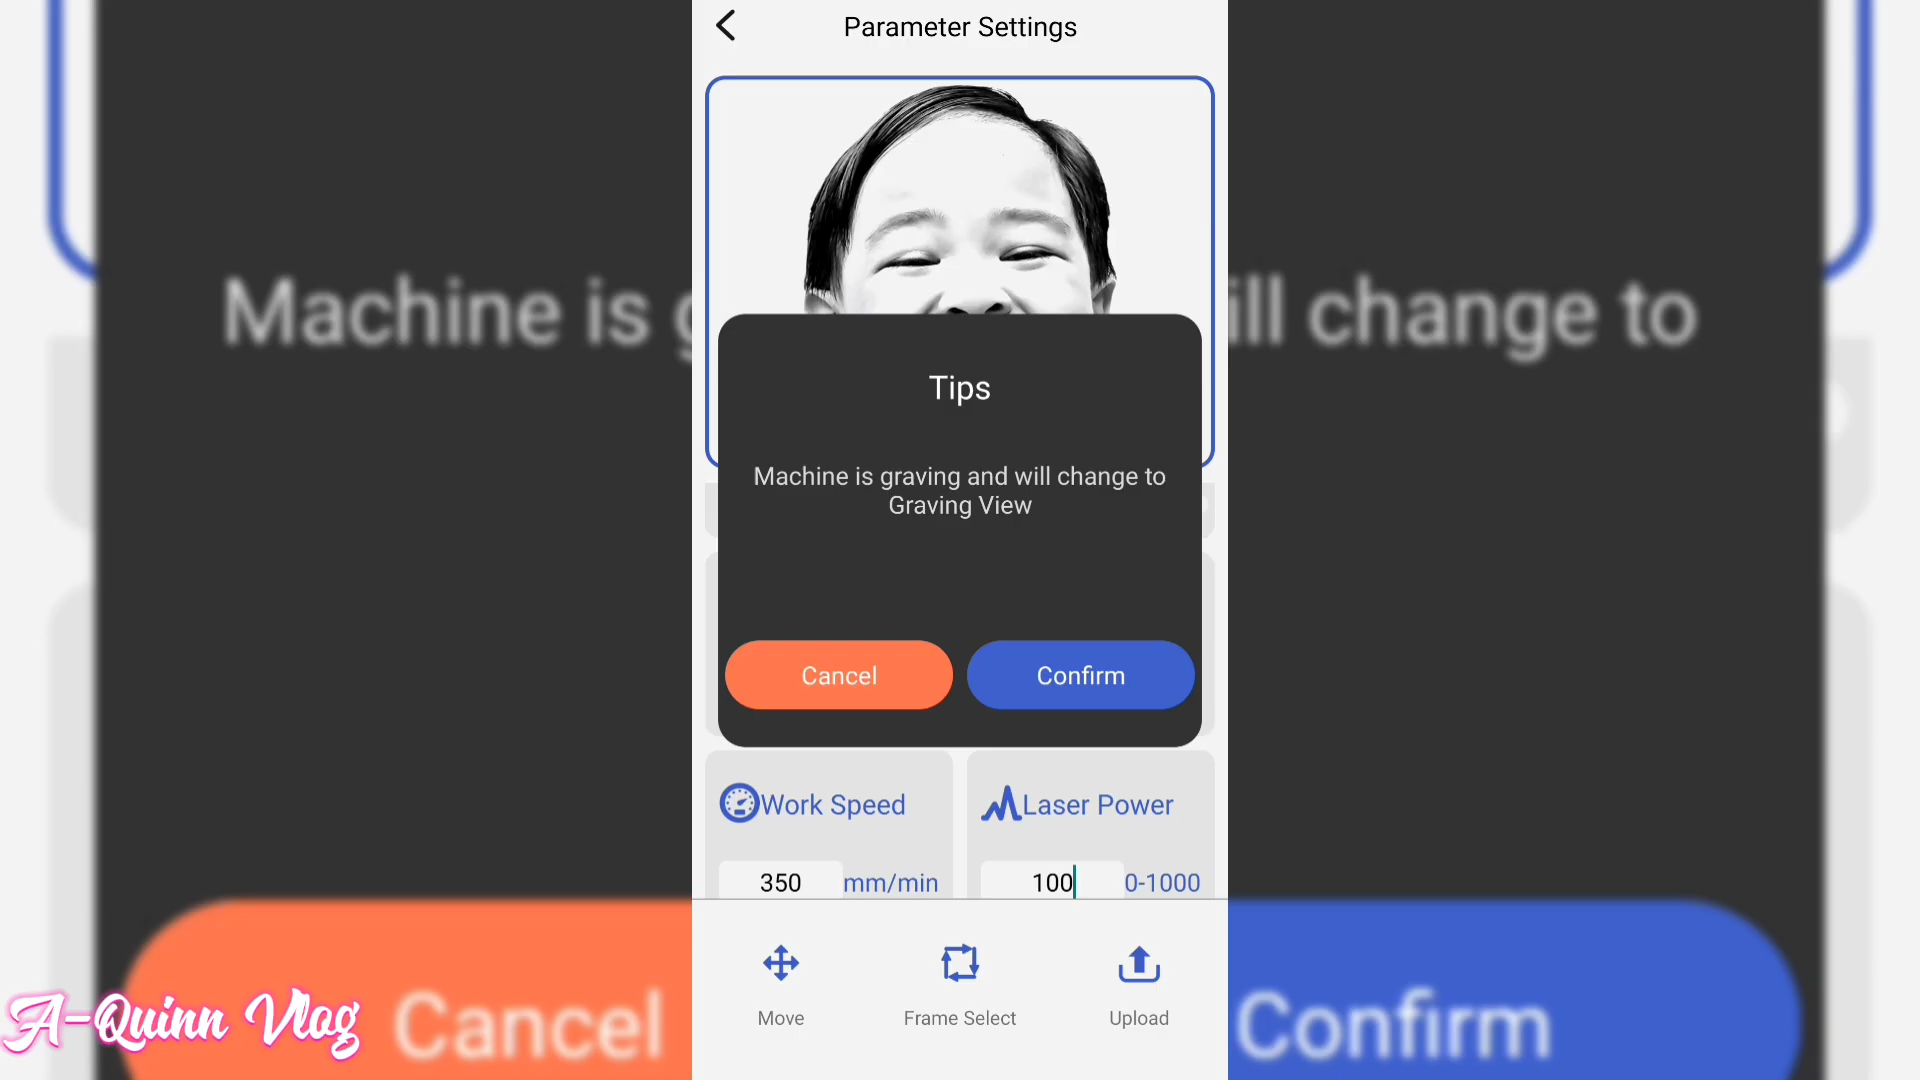 Parameter Settings
Machine is g
ill change to
Tips
Machine is graving and will change to
Graving View
Cancel
Confirm
Work Speed
Laser Power
350 mm/min
100 0-1000
Move
Frame Select
Upload
A-Quinn Vlog
Cancel
Confirm